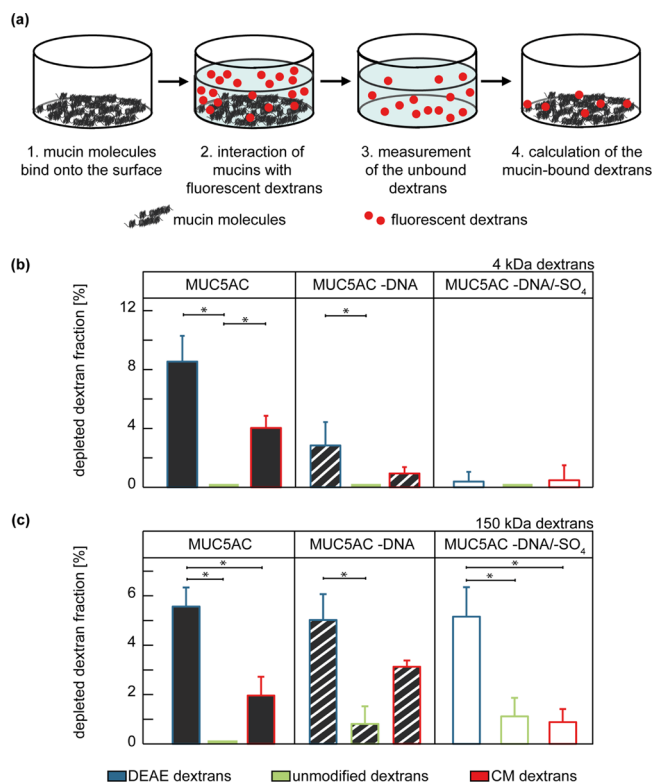 (a)
1. mucin molecules
bind onto the surface
2. interaction of
mucins with
fluorescent dextrans
3. measurement
of the unbound
dextrans
4. calculation of the
mucin-bound dextrans
mucin molecules
fluorescent dextrans
(b)
4 kDa dextrans
MUC5AC
MUC5AC -DNA
MUC5AC -DNA/-SO4
depleted dextran fraction [%]
12
8
4
0
*
*
*
(c)
150 kDa dextrans
MUC5AC
MUC5AC -DNA
MUC5AC -DNA/-SO4
depleted dextran fraction [%]
6
4
2
0
*
*
*
*
*
DEAE dextrans
unmodified dextrans
CM dextrans